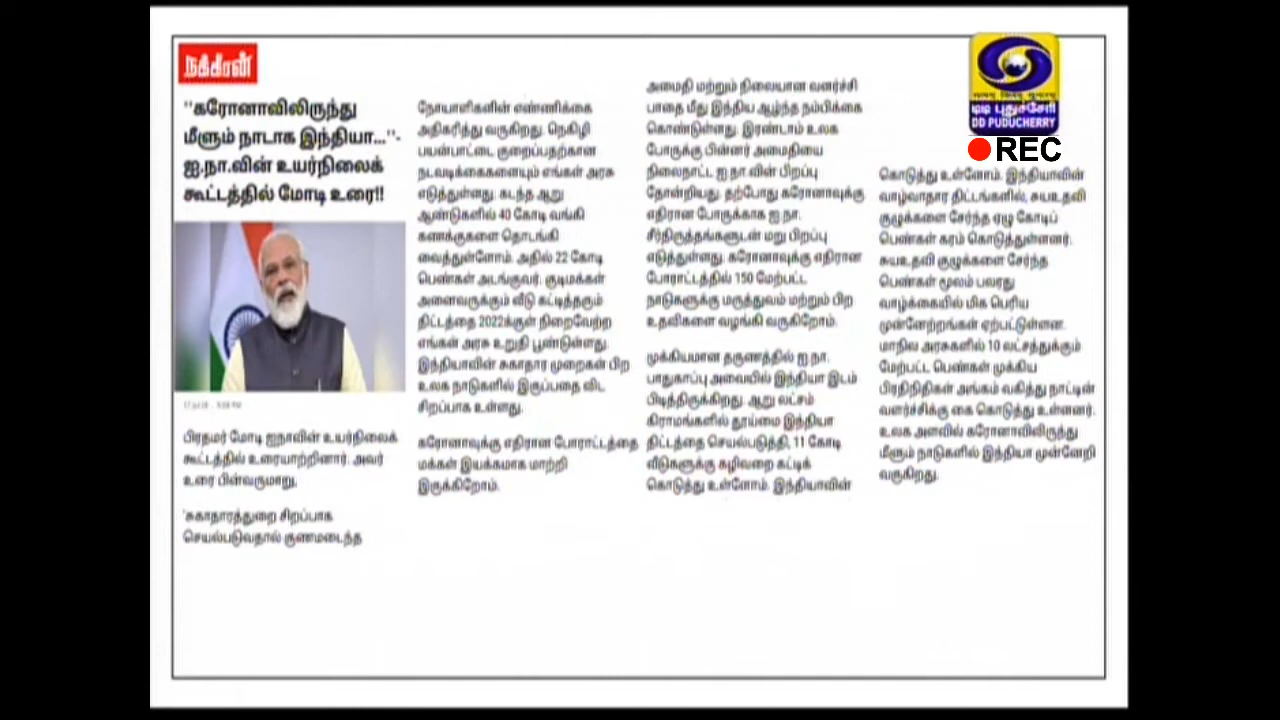 நக்கீரன்
"கரோனாவிலிருந்து
மீளும் நாடாக இந்தியா..."-
ஐ.நா.வின் உயர்நிலைக்
கூட்டத்தில் மோடி உரை!!
பிரதமர் மோடி ஐநாவின் உயர்நிலைக்
கூட்டத்தில் உரையாற்றினார். அவர்
உரை பின்வருமாறு,
'சுகாதாரத்துறை சிறப்பாக
செயல்படுவதால் குணமடைந்த
நோயாளிகளின் எண்ணிக்கை
அதிகரித்து வருகிறது. நெகிழி
பயன்பாட்டை குறைப்பதற்கான
நடவடிக்கைகளையும் எங்கள் அரசு
எடுத்துள்ளது. கடந்த ஆறு
ஆண்டுகளில் 40 கோடி வங்கி
கணக்குகளை தொடங்கி
வைத்துள்ளோம். அதில் 22 கோடி
பெண்கள் அடங்குவர். குடிமக்கள்
அனைவருக்கும் வீடு கட்டித்தரும்
திட்டத்தை 2022க்குள் நிறைவேற்ற
எங்கள் அரசு உறுதி பூண்டுள்ளது.
இந்தியாவின் சுகாதார முறைகள் பிற
உலக நாடுகளில் இருப்பதை விட
சிறப்பாக உள்ளது.
கரோனாவுக்கு எதிரான போராட்டத்தை
மக்கள் இயக்கமாக மாற்றி
இருக்கிறோம்.
அமைதி மற்றும் நிலையான வளர்ச்சி
பாதை மீது இந்திய ஆழ்ந்த நம்பிக்கை
கொண்டுள்ளது. இரண்டாம் உலக
போருக்கு பின்னர் அமைதியை
நிலைநாட்ட ஐ.நா.வின் பிறப்பு
தோன்றியது. தற்போது கரோனாவுக்கு
எதிரான போருக்காக ஐ.நா.
சீர்திருத்தங்களுடன் மறு பிறப்பு
எடுத்துள்ளது. கரோனாவுக்கு எதிரான
போராட்டத்தில் 150 மேற்பட்ட
நாடுகளுக்கு மருத்துவம் மற்றும் பிற
உதவிகளை வழங்கி வருகிறோம்.
முக்கியமான தருணத்தில் ஐ.நா.
பாதுகாப்பு அவையில் இந்தியா இடம்
பிடித்திருக்கிறது. ஆறு லட்சம்
கிராமங்களில் தூய்மை இந்தியா
திட்டத்தை செயல்படுத்தி, 11 கோடி
வீடுகளுக்கு கழிவறை கட்டிக்
கொடுத்து உள்ளோம். இந்தியாவின்
டிடி புதுச்சேரி
DD PUDUCHERRY
REC
கொடுத்து உள்ளோம். இந்தியாவின்
வாழ்வாதார திட்டங்களில், சுயஉதவி
குழுக்களை சேர்ந்த ஏழு கோடிப்
பெண்கள் கரம் கொடுத்துள்ளனர்.
சுயஉதவி குழுக்களை சேர்ந்த
பெண்கள் மூலம் பலரது
வாழ்க்கையில் மிக பெரிய
முன்னேற்றங்கள் ஏற்பட்டுள்ளன.
மாநில அரசுகளில் 10 லட்சத்துக்கும்
மேற்பட்ட பெண்கள் முக்கிய
பிரதிநிதிகள் அங்கம் வகித்து நாட்டின்
வளர்ச்சிக்கு கை கொடுத்து உள்ளனர்.
உலக அளவில் கரோனாவிலிருந்து
மீளும் நாடுகளில் இந்தியா முன்னேறி
வருகிறது.